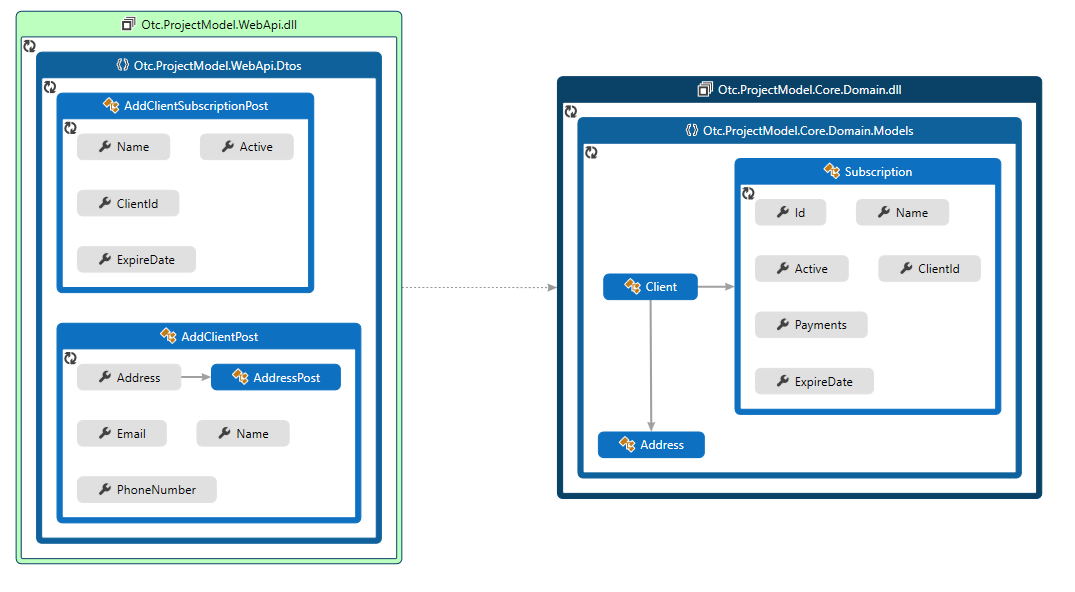 Otc.ProjectModel.WebApi.dll
Otc.ProjectModel.WebApi.Dtos
AddClientSubscriptionPost
Name
Active
ClientId
ExpireDate
AddClientPost
Address
AddressPost
Email
Name
PhoneNumber
Otc.ProjectModel.Core.Domain.dll
Otc.ProjectModel.Core.Domain.Models
Subscription
Id
Name
Active
ClientId
Client
Payments
ExpireDate
Address